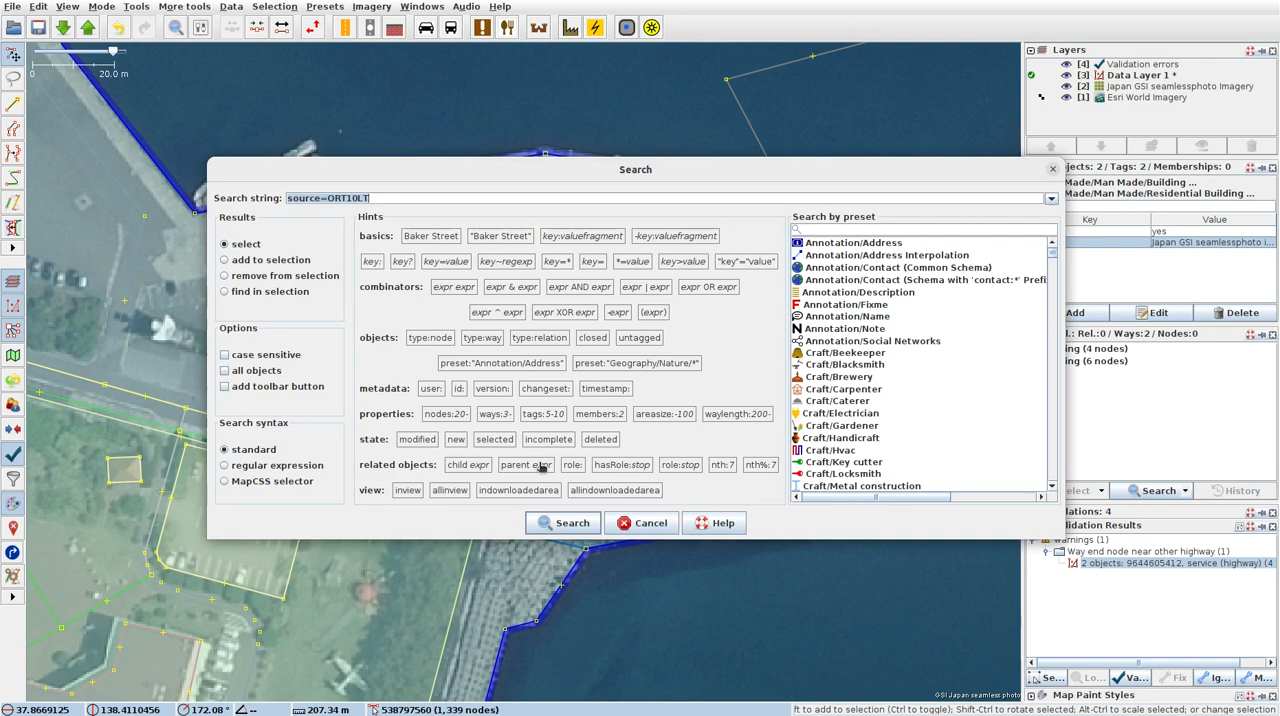 File Edit View Mode Tools More tools Data Selection Presets Imagery Windows Audio Help
0 20.0 m
Layers
[4] Validation errors
[3] Data Layer 1 *
[2] Japan GSI seamlessphoto Imagery
[1] Esri World Imagery
jects: 2 / Tags: 2 / Memberships: 0
Made/Man Made/Building ...
Made/Man Made/Residential Building ...
Key Value
yes
Japan GSI seamlessphoto i...
Add Edit Delete
Rel.:0 / Ways:2 / Nodes:0
ing (4 nodes)
ing (6 nodes)
elect Search History
lations: 4
lidation Results
warnings (1)
Way end node near other highway (1)
2 objects: 9644605412, service (highway) (4
Se... Lo... Va... Fix Ig... M...
Map Paint Styles
Search
Search string: source=ORT10LT
Results
select
add to selection
remove from selection
find in selection
Options
case sensitive
all objects
add toolbar button
Search syntax
standard
regular expression
MapCSS selector
Hints
basics: Baker Street "Baker Street" key:valuefragment -key:valuefragment
key: key? key=value key~regexp key=* key= *=value key>value "key"="value"
combinators: expr expr expr & expr expr AND expr expr | expr expr OR expr
expr ^ expr expr XOR expr -expr (expr)
objects: type:node type:way type:relation closed untagged
preset:"Annotation/Address" preset:"Geography/Nature/*"
metadata: user: id: version: changeset: timestamp:
properties: nodes:20- ways:3- tags:5-10 members:2 areasize:-100 waylength:200-
state: modified new selected incomplete deleted
related objects: child expr parent expr role: hasRole:stop role:stop nth:7 nth%:7
view: inview allinview indownloadedarea allindownloadedarea
Search by preset
Annotation/Address
Annotation/Address Interpolation
Annotation/Contact (Common Schema)
Annotation/Contact (Schema with 'contact:*' Prefi
Annotation/Description
Annotation/Fixme
Annotation/Name
Annotation/Note
Annotation/Social Networks
Craft/Beekeeper
Craft/Blacksmith
Craft/Brewery
Craft/Carpenter
Craft/Caterer
Craft/Electrician
Craft/Gardener
Craft/Handicraft
Craft/Hvac
Craft/Key cutter
Craft/Locksmith
Craft/Metal construction
Search Cancel Help
GSI Japan seamless photo
37.8669125 138.4110456 172.08 ° -- 207.34 m 538797560 (1,339 nodes) ft to add to selection (Ctrl to toggle); Shift-Ctrl to rotate selected; Alt-Ctrl to scale selected; or change selection